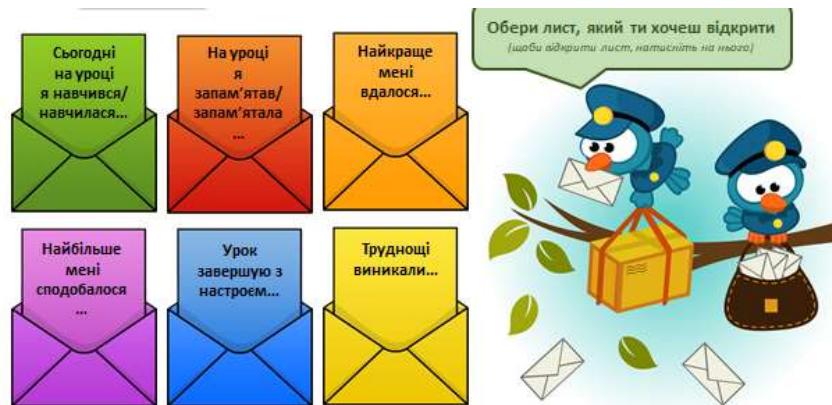 Сьогодні
на уроці
я навчився/
навчилася...
На уроці
я
запам'ятав/
запам'ятала
...
Найкраще
мені
вдалося...
Найбільше
мені
сподобалося
...
Урок
завершую з
настроєм...
Труднощі
виникали...
Обери лист, який ти хочеш відкрити
(щоби відкрити лист, натисніть на нього)